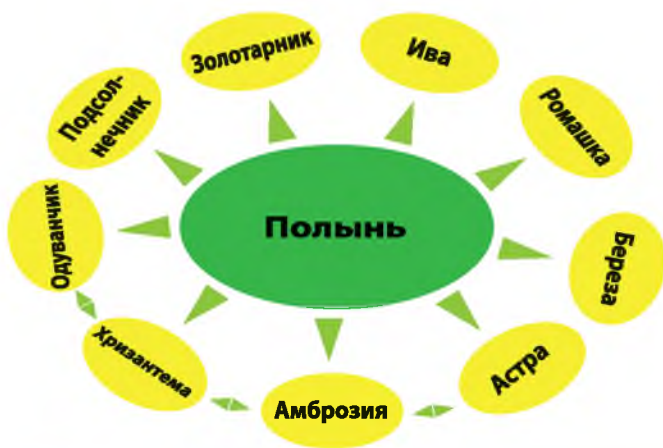 Золотарник
Ива
Подсол-
нечник
Ромашка
Одуванчик
Полынь
Береза
Хризантема
Амброзия
Астра